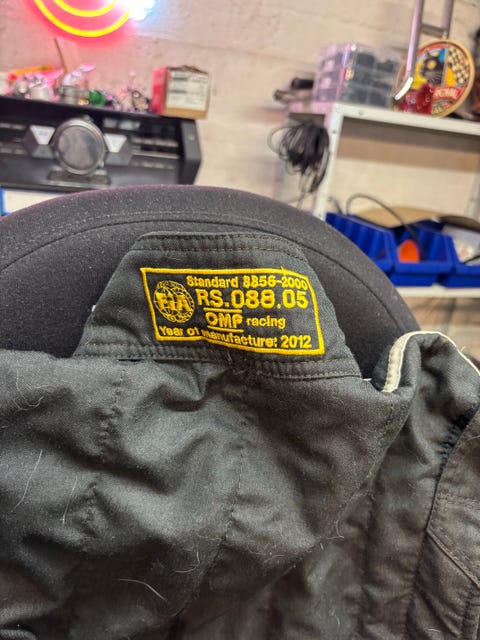 Standard 8856-2000
FIA RS.088.05
OMP racing
Year of manufacture: 2012